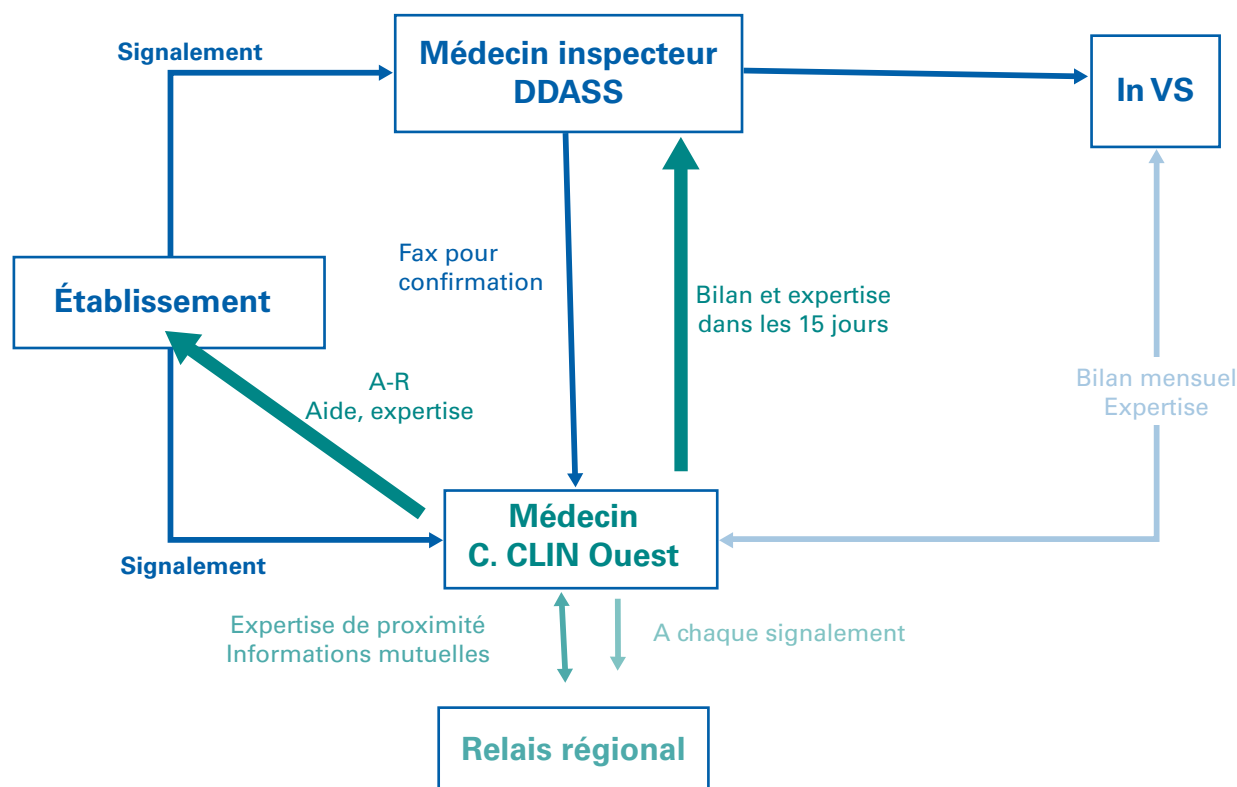 Signalement
Médecin inspecteur
DDASS
In VS
Fax pour
confirmation
Établissement
Bilan et expertise
dans les 15 jours
A-R
Aide, expertise
Bilan mensuel
Expertise
Médecin
C. CLIN Ouest
Signalement
Expertise de proximité
Informations mutuelles
A chaque signalement
Relais régional